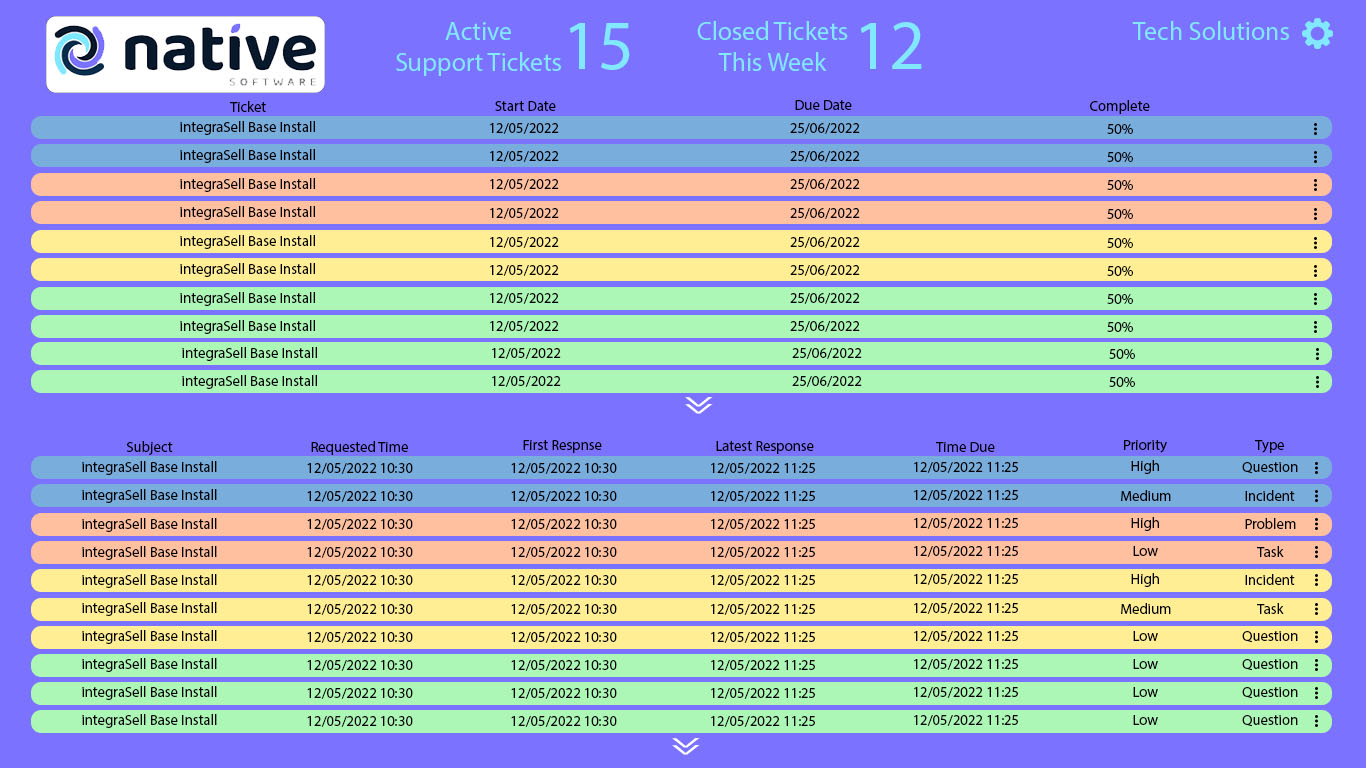 native
SOFTWARE
Active
Support Tickets
15
Closed Tickets
This Week
12
Tech Solutions
Ticket Start Date Due Date Complete
integraSell Base Install 12/05/2022 25/06/2022 50%
integraSell Base Install 12/05/2022 25/06/2022 50%
integraSell Base Install 12/05/2022 25/06/2022 50%
integraSell Base Install 12/05/2022 25/06/2022 50%
integraSell Base Install 12/05/2022 25/06/2022 50%
integraSell Base Install 12/05/2022 25/06/2022 50%
integraSell Base Install 12/05/2022 25/06/2022 50%
integraSell Base Install 12/05/2022 25/06/2022 50%
integraSell Base Install 12/05/2022 25/06/2022 50%
integraSell Base Install 12/05/2022 25/06/2022 50%
Subject Requested Time First Respnse Latest Response Time Due Priority Type
integraSell Base Install 12/05/2022 10:30 12/05/2022 10:30 12/05/2022 11:25 12/05/2022 11:25 High Question
integraSell Base Install 12/05/2022 10:30 12/05/2022 10:30 12/05/2022 11:25 12/05/2022 11:25 Medium Incident
integraSell Base Install 12/05/2022 10:30 12/05/2022 10:30 12/05/2022 11:25 12/05/2022 11:25 High Problem
integraSell Base Install 12/05/2022 10:30 12/05/2022 10:30 12/05/2022 11:25 12/05/2022 11:25 Low Task
integraSell Base Install 12/05/2022 10:30 12/05/2022 10:30 12/05/2022 11:25 12/05/2022 11:25 High Incident
integraSell Base Install 12/05/2022 10:30 12/05/2022 10:30 12/05/2022 11:25 12/05/2022 11:25 Medium Task
integraSell Base Install 12/05/2022 10:30 12/05/2022 10:30 12/05/2022 11:25 12/05/2022 11:25 Low Question
integraSell Base Install 12/05/2022 10:30 12/05/2022 10:30 12/05/2022 11:25 12/05/2022 11:25 Low Question
integraSell Base Install 12/05/2022 10:30 12/05/2022 10:30 12/05/2022 11:25 12/05/2022 11:25 Low Question
integraSell Base Install 12/05/2022 10:30 12/05/2022 10:30 12/05/2022 11:25 12/05/2022 11:25 Low Question